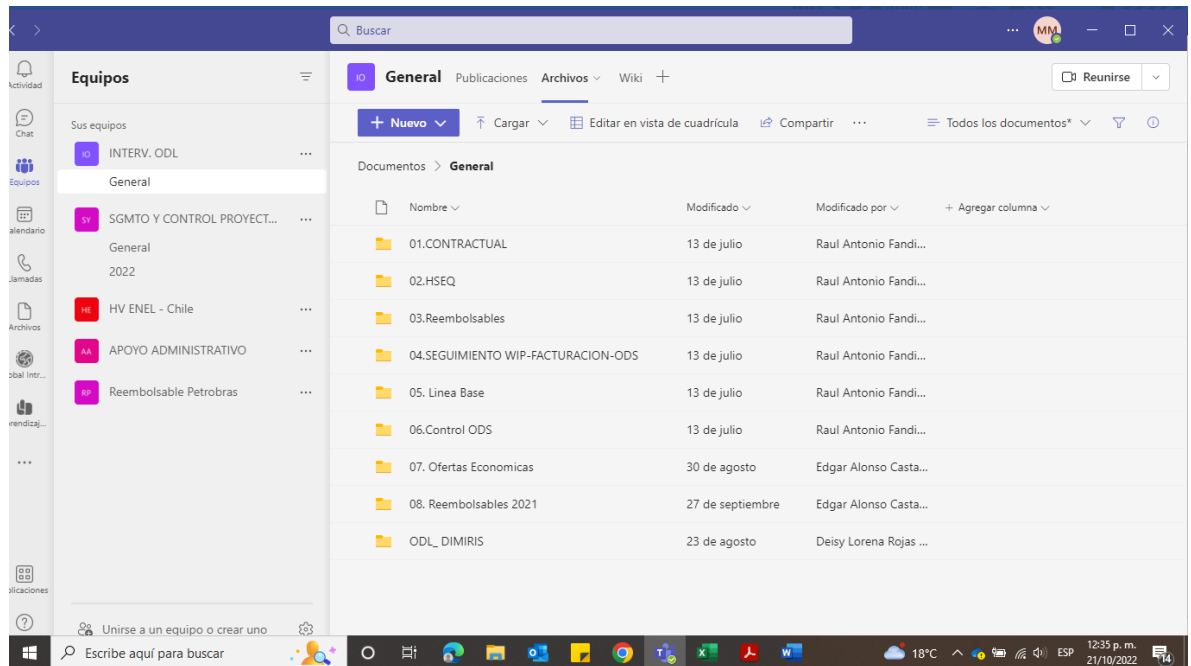 Buscar
MM
Actividad
Chat
Equipos
alendario
Llamadas
Archivos
obal Intr...
rendizaj...
plicaciones
Equipos
Sus equipos
IO INTERV. ODL
General
SY SGMTO Y CONTROL PROYECT...
General
2022
HE HV ENEL - Chile
AA APOYO ADMINISTRATIVO
RP Reembolsable Petrobras
Unirse a un equipo o crear uno
IO General Publicaciones Archivos Wiki
Reunirse
Nuevo Cargar Editar en vista de cuadrícula Compartir ... Todos los documentos*
Documentos > General
Nombre Modificado Modificado por + Agregar columna
01.CONTRACTUAL 13 de julio Raul Antonio Fandi...
02.HSEQ 13 de julio Raul Antonio Fandi...
03.Reembolsables 13 de julio Raul Antonio Fandi...
04.SEGUIMIENTO WIP-FACTURACION-ODS 13 de julio Raul Antonio Fandi...
05. Linea Base 13 de julio Raul Antonio Fandi...
06.Control ODS 13 de julio Raul Antonio Fandi...
07. Ofertas Economicas 30 de agosto Edgar Alonso Casta...
08. Reembolsables 2021 27 de septiembre Edgar Alonso Casta...
ODL_ DIMIRIS 23 de agosto Deisy Lorena Rojas ...
Escribe aquí para buscar
18°C ESP 12:35 p. m.
21/10/2022
14